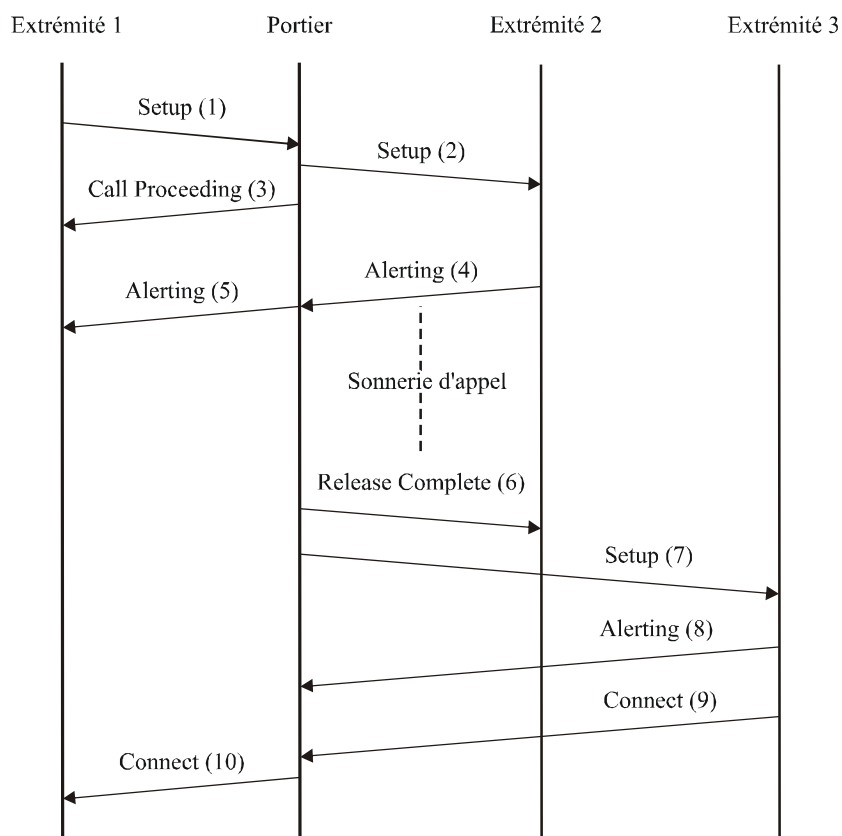 Extrémité 1
Portier
Extrémité 2
Extrémité 3
Setup (1)
Setup (2)
Call Proceeding (3)
Alerting (4)
Alerting (5)
Sonnerie d'appel
Release Complete (6)
Setup (7)
Alerting (8)
Connect (9)
Connect (10)